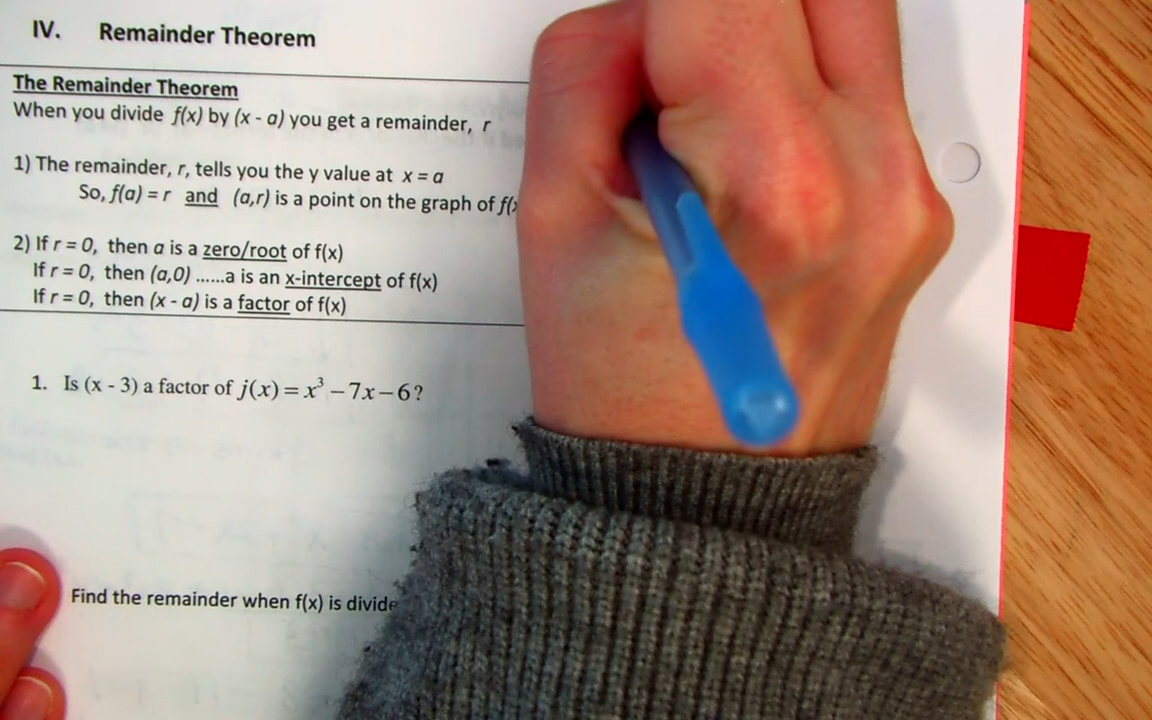 IV. Remainder Theorem
The Remainder Theorem
When you divide f(x) by (x - a) you get a remainder, r
1) The remainder, r, tells you the y value at x = a
So, f(a) = r and (a,r) is a point on the graph of
2) If r = 0, then a is a zero/root of f(x)
If r = 0, then (a,0) ......a is an x-intercept of f(x)
If r = 0, then (x - a) is a factor of f(x)
1. Is (x - 3) a factor of j(x) = x³ − 7x − 6?
Find the remainder when f(x) is